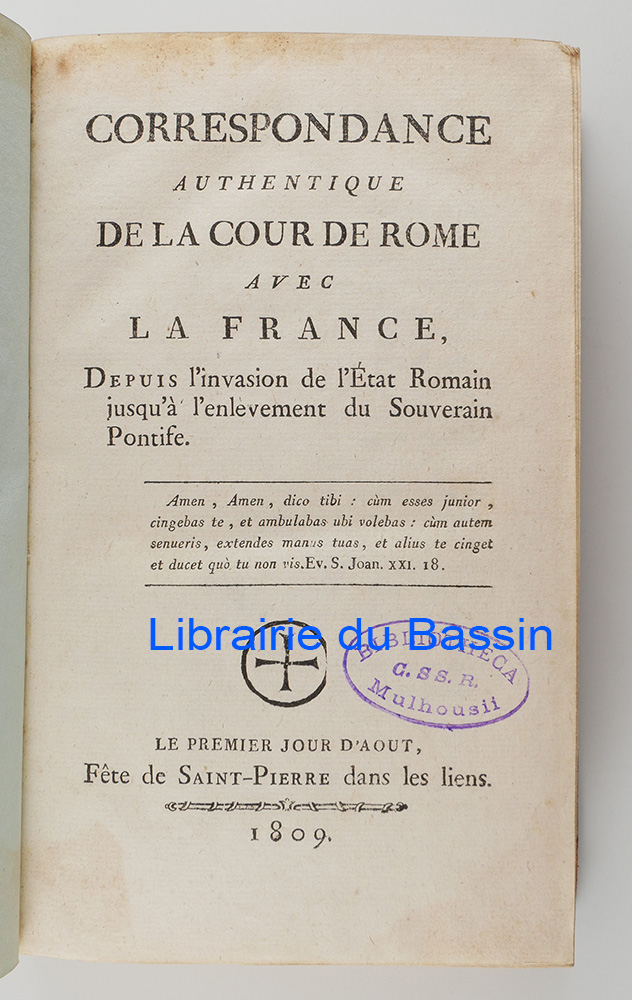 CORRESPONDANCE
AUTHENTIQUE
DE LA COUR DE ROME
AVEC
LA FRANCE,
DEPUIS l'invasion de l'État Romain
jusqu'à l'enlèvement du Souverain
Pontife.
Amen, Amen, dico tibi : cùm esses junior,
cingebas te, et ambulabas ubi volebas : cùm autem
senueris, extendes manus tuas, et alius te cinget
et ducet quò tu non vis. Ev. S. Joan. XXI. 18.
Librairie du Bassin
BIBLIOTHECA
C. SS. R.
Mulhousii
LE PREMIER JOUR D'AOUT,
Fête de SAINT-PIERRE dans les liens.
1809.